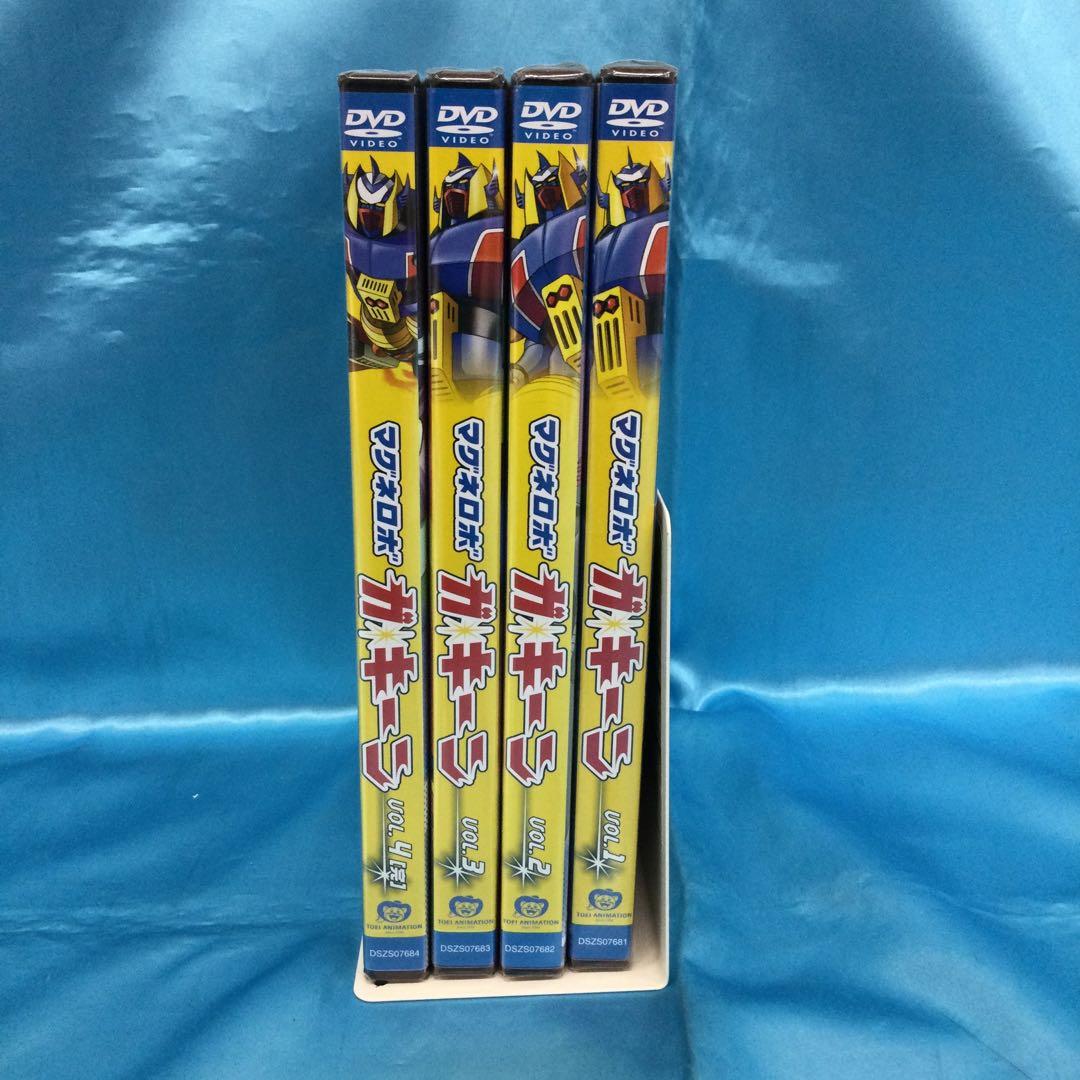 DVD
VIDEO
マグネロボ
ガ・キーン
VOL. 4 [完]
TOEI ANIMATION
DSZS07684
DVD
VIDEO
マグネロボ
ガ・キーン
VOL.3
TOEI ANIMATION
DSZS07683
DVD
VIDEO
マグネロボ
ガ・キーン
VOL.2
TOEI ANIMATION
DSZS07682
DVD
VIDEO
マグネロボ
ガ・キーン
VOL.1
TOEI ANIMATION
DSZS07681